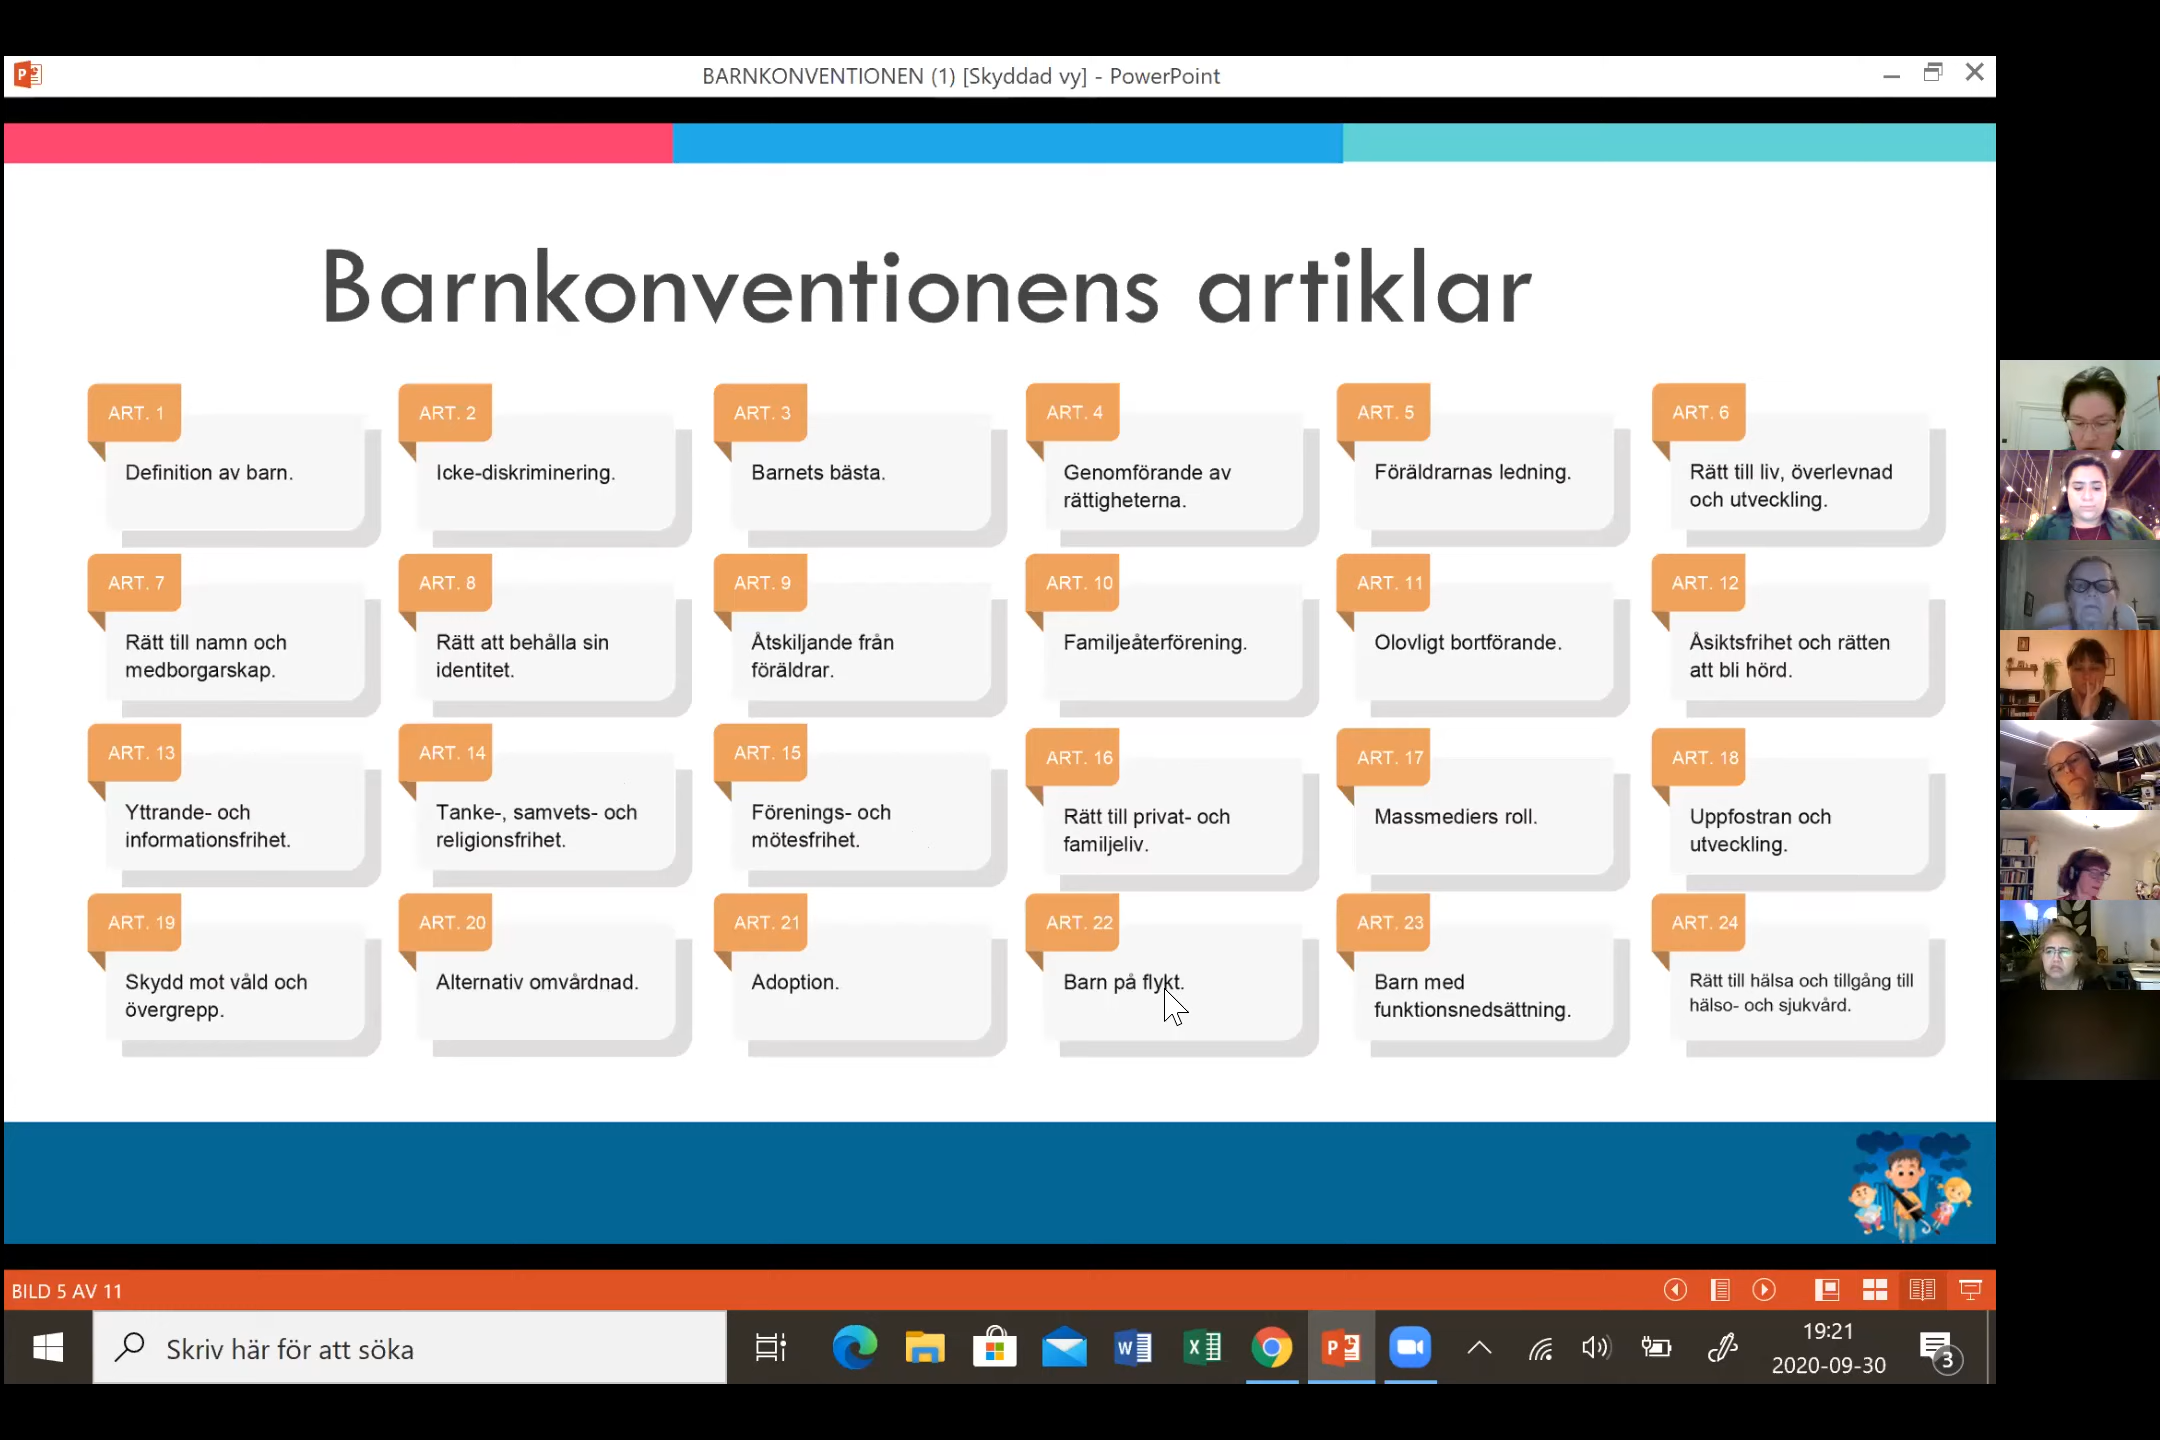 BARNKONVENTIONEN (1) [Skyddad vy] - PowerPoint
Barnkonventionens artiklar
ART. 1
Definition av barn.
ART. 2
Icke-diskriminering.
ART. 3
Barnets bästa.
ART. 4
Genomförande av
rättigheterna.
ART. 5
Föräldrarnas ledning.
ART. 6
Rätt till liv, överlevnad
och utveckling.
ART. 7
Rätt till namn och
medborgarskap.
ART. 8
Rätt att behålla sin
identitet.
ART. 9
Åtskiljande från
föräldrar.
ART. 10
Familjeåterförening.
ART. 11
Olovligt bortförande.
ART. 12
Åsiktsfrihet och rätten
att bli hörd.
ART. 13
Yttrande- och
informationsfrihet.
ART. 14
Tanke-, samvets- och
religionsfrihet.
ART. 15
Förenings- och
mötesfrihet.
ART. 16
Rätt till privat- och
familjeliv.
ART. 17
Massmediers roll.
ART. 18
Uppfostran och
utveckling.
ART. 19
Skydd mot våld och
övergrepp.
ART. 20
Alternativ omvårdnad.
ART. 21
Adoption.
ART. 22
Barn på flykt.
ART. 23
Barn med
funktionsnedsättning.
ART. 24
Rätt till hälsa och tillgång till
hälso- och sjukvård.
BILD 5 AV 11
Skriv här för att söka
19:21
2020-09-30
3